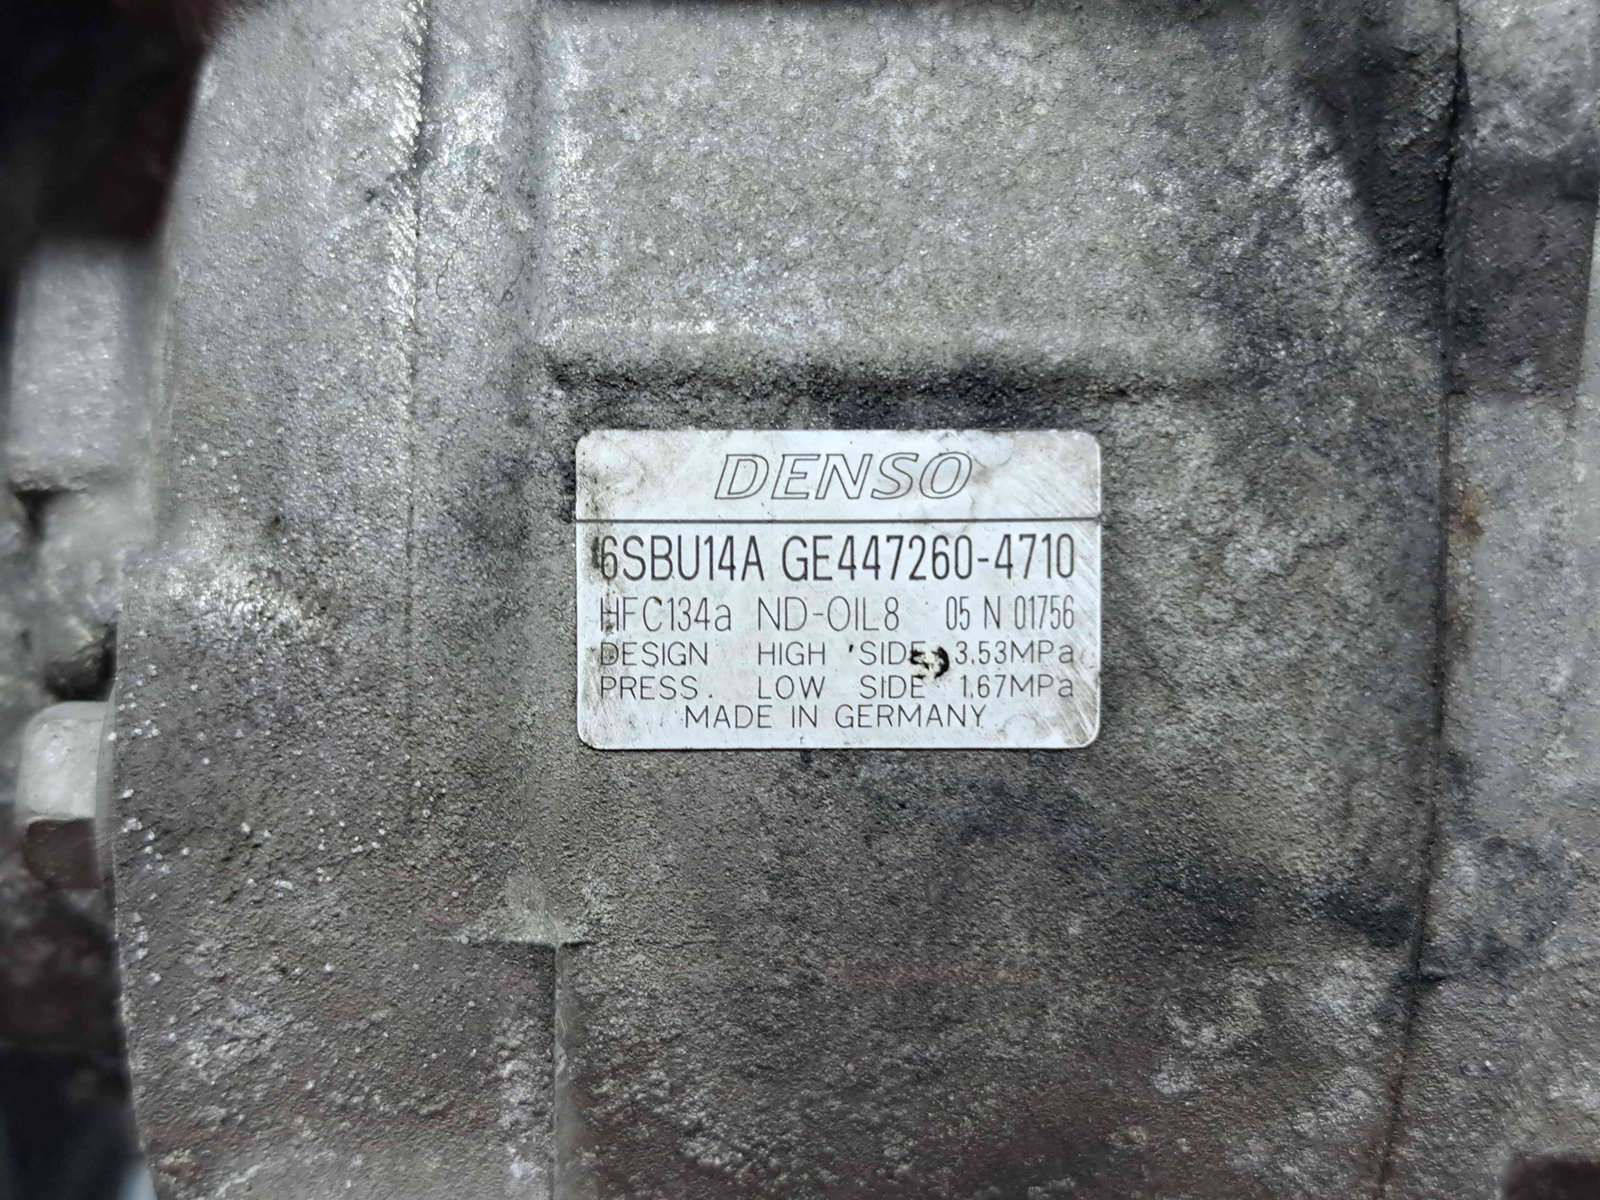 DENSO
6SBU14A GE447260-4710
HFC134a ND-OIL8 05 N 01756
DESIGN HIGH SIDE 3.53MPa
PRESS. LOW SIDE 1.67MPa
MADE IN GERMANY